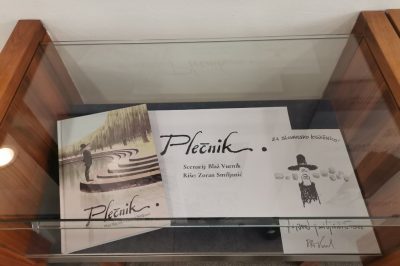 Plečnik.
Plečnik.
Scenarij: Blaž Vurnik
Riše: Zoran Smiljanić
ZA SLOVENSKO KNJIŽNICO!